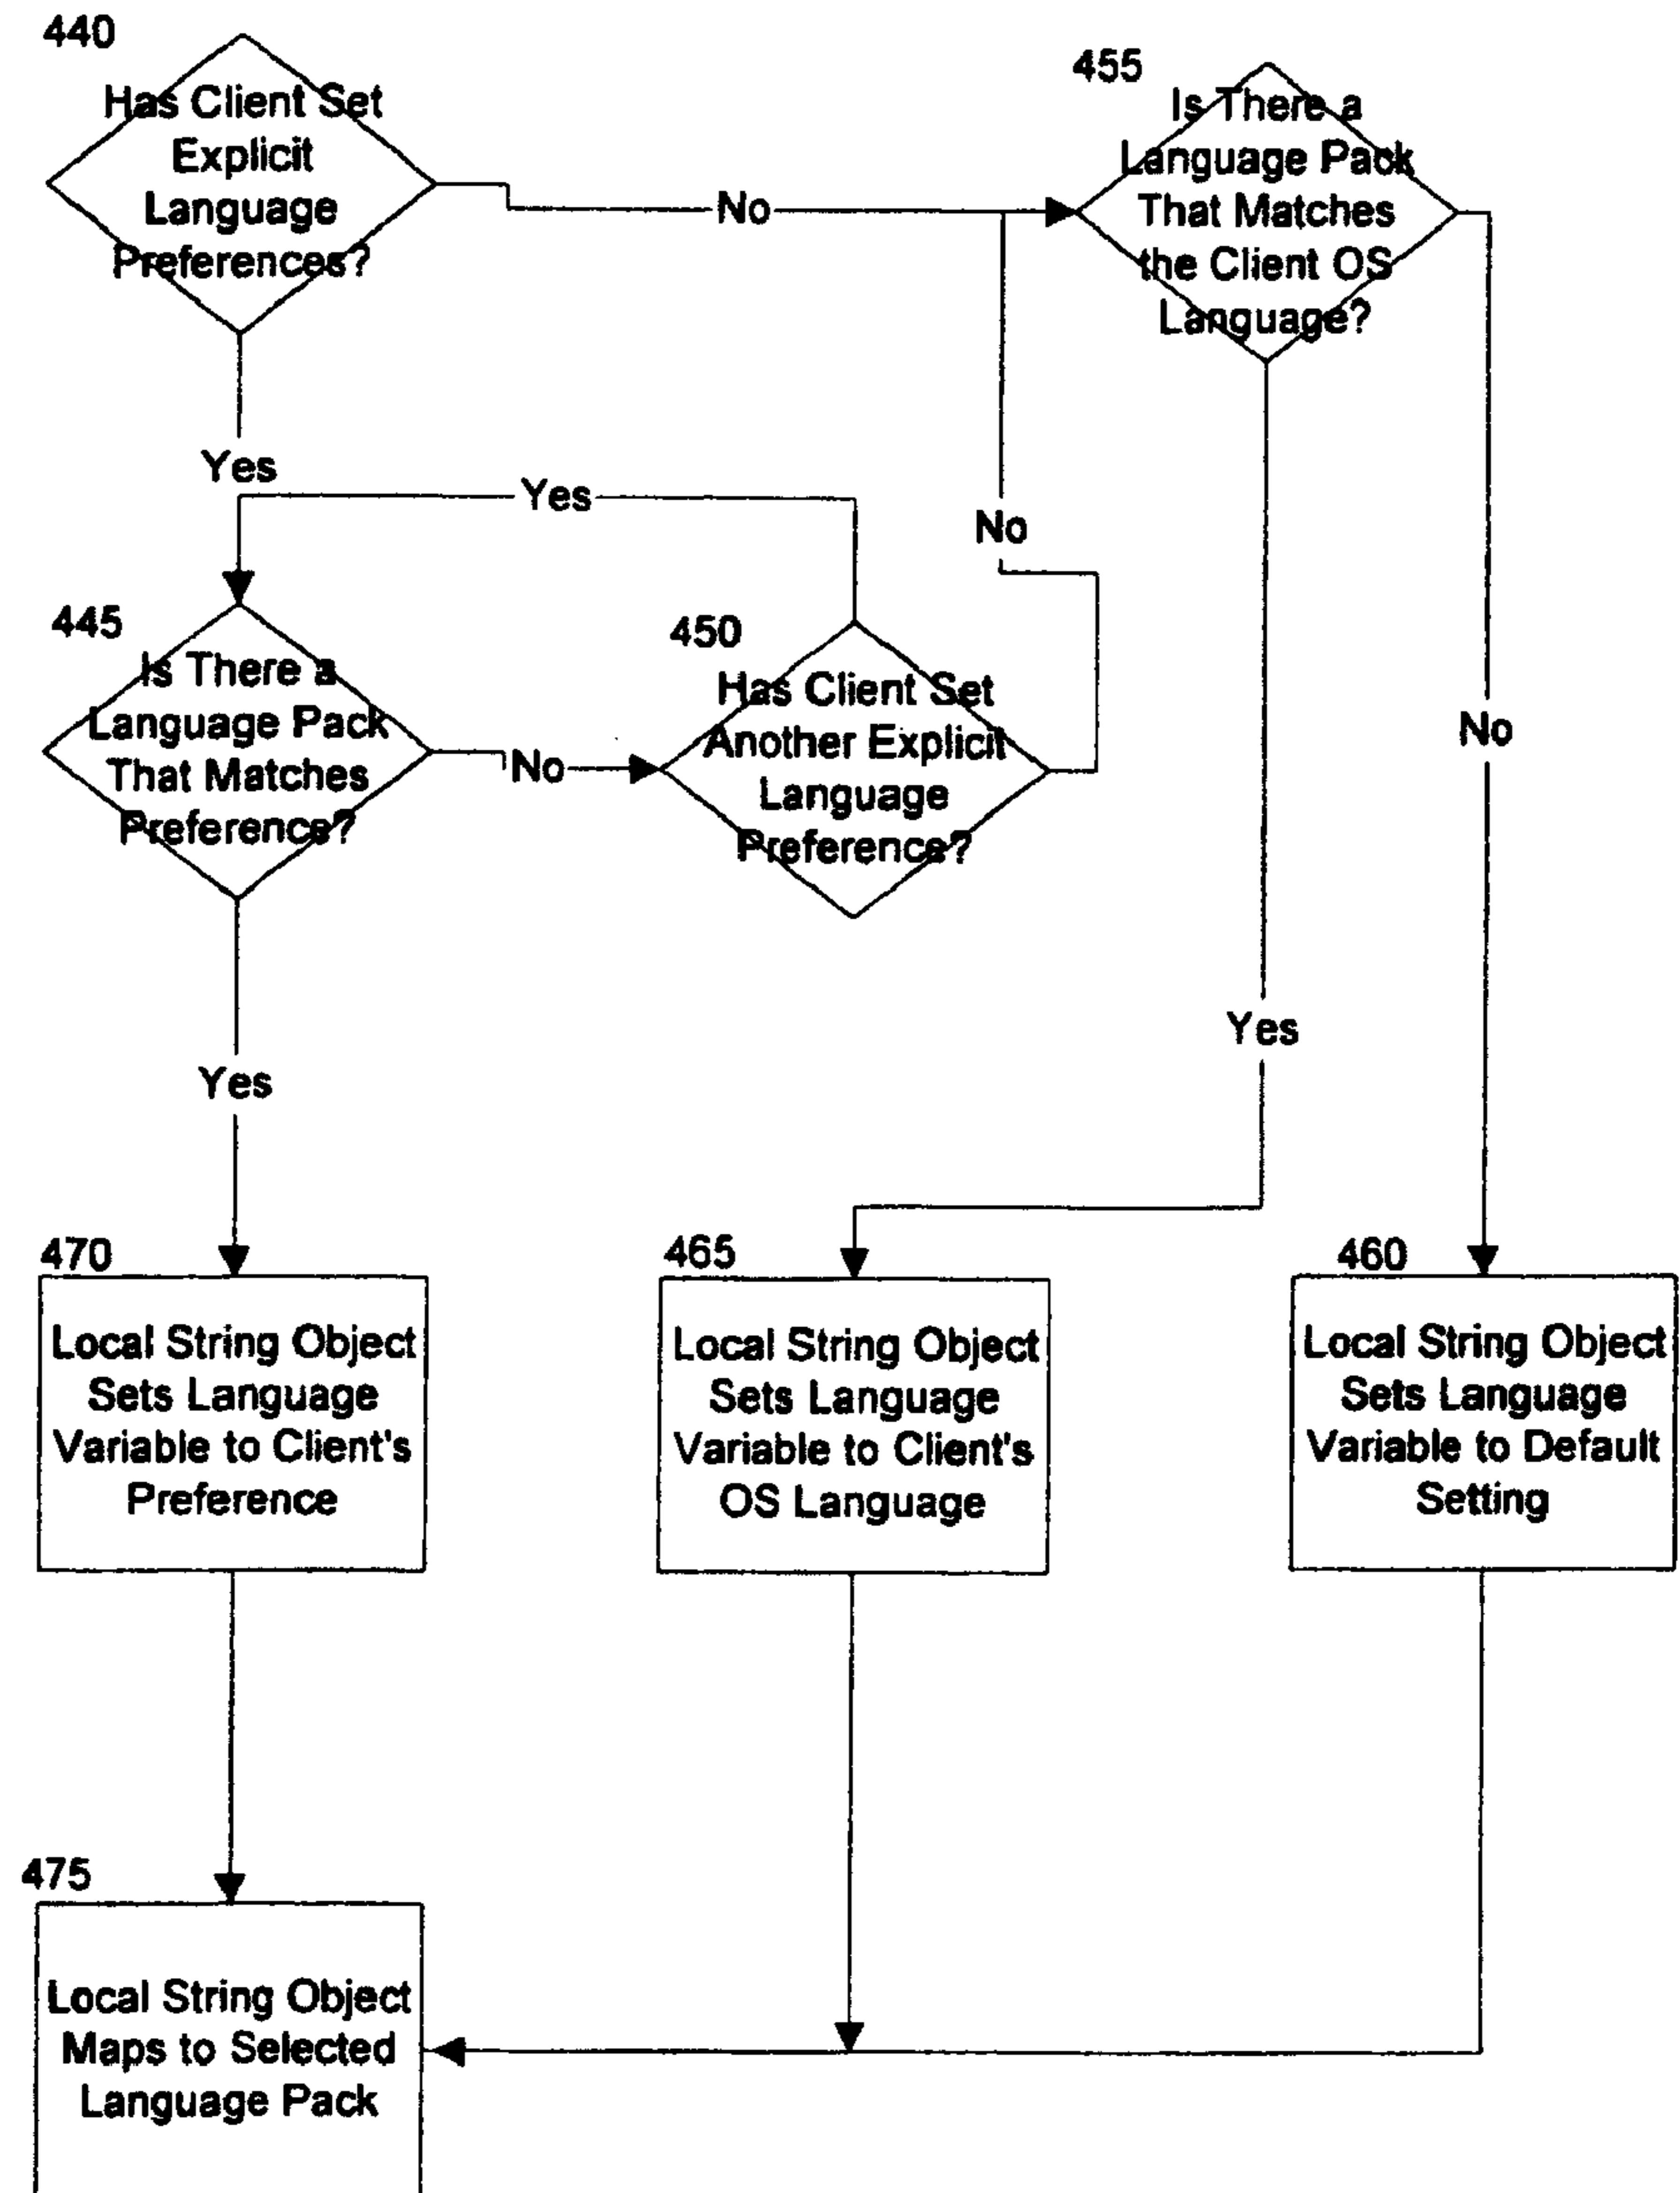 440
Has Client Set
Explicit
Language
Preferences?
455
Is There a
Language Pack
That Matches
the Client OS
Language?
No
Yes
Yes
No
445
Is There a
Language Pack
That Matches
Preference?
No
450
Has Client Set
Another Explicit
Language
Preference?
No
Yes
Yes
470
Local String Object
Sets Language
Variable to Client's
Preference
465
Local String Object
Sets Language
Variable to Client's
OS Language
460
Local String Object
Sets Language
Variable to Default
Setting
475
Local String Object
Maps to Selected
Language Pack